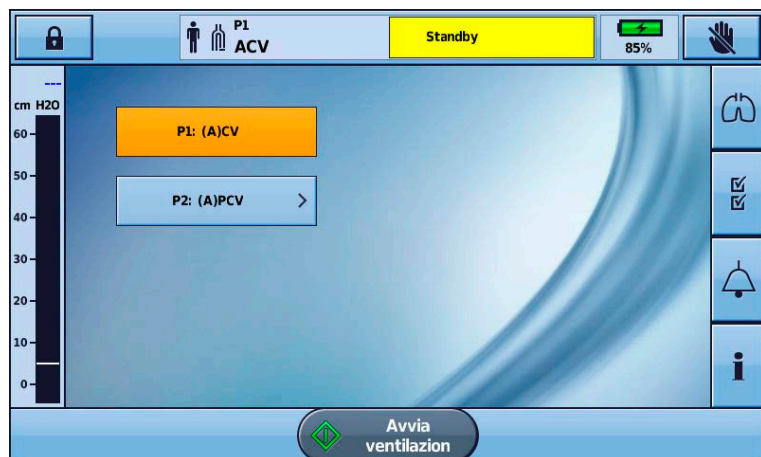 P1
ACV
Standby
85%
---
cm H2O
60
50
40
30
20
10
0
P1: (A)CV
P2: (A)PCV
Avvia
ventilazion